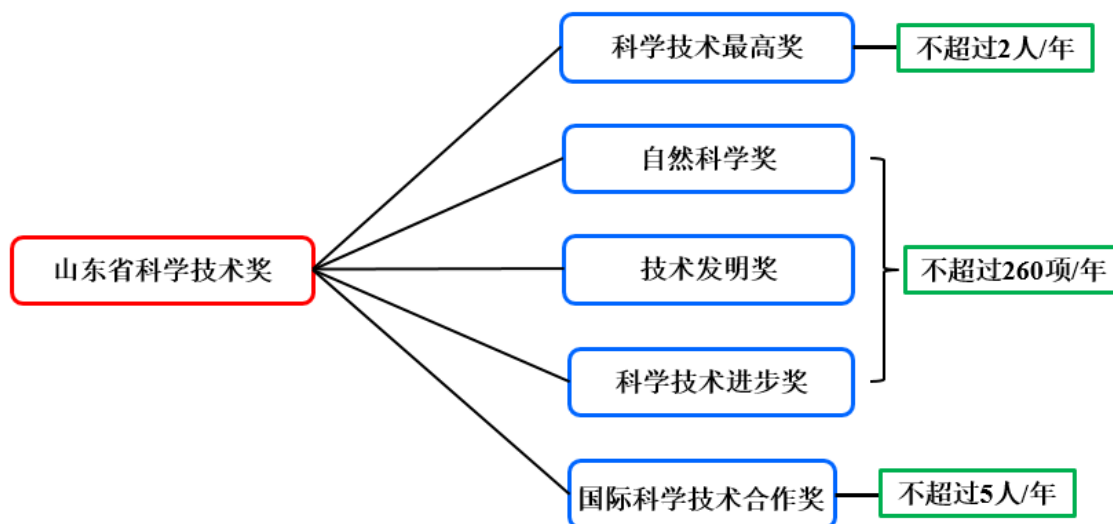 科学技术最高奖
不超过2人/年
自然科学奖
山东省科学技术奖
技术发明奖
不超过260项/年
科学技术进步奖
国际科学技术合作奖
不超过5人/年